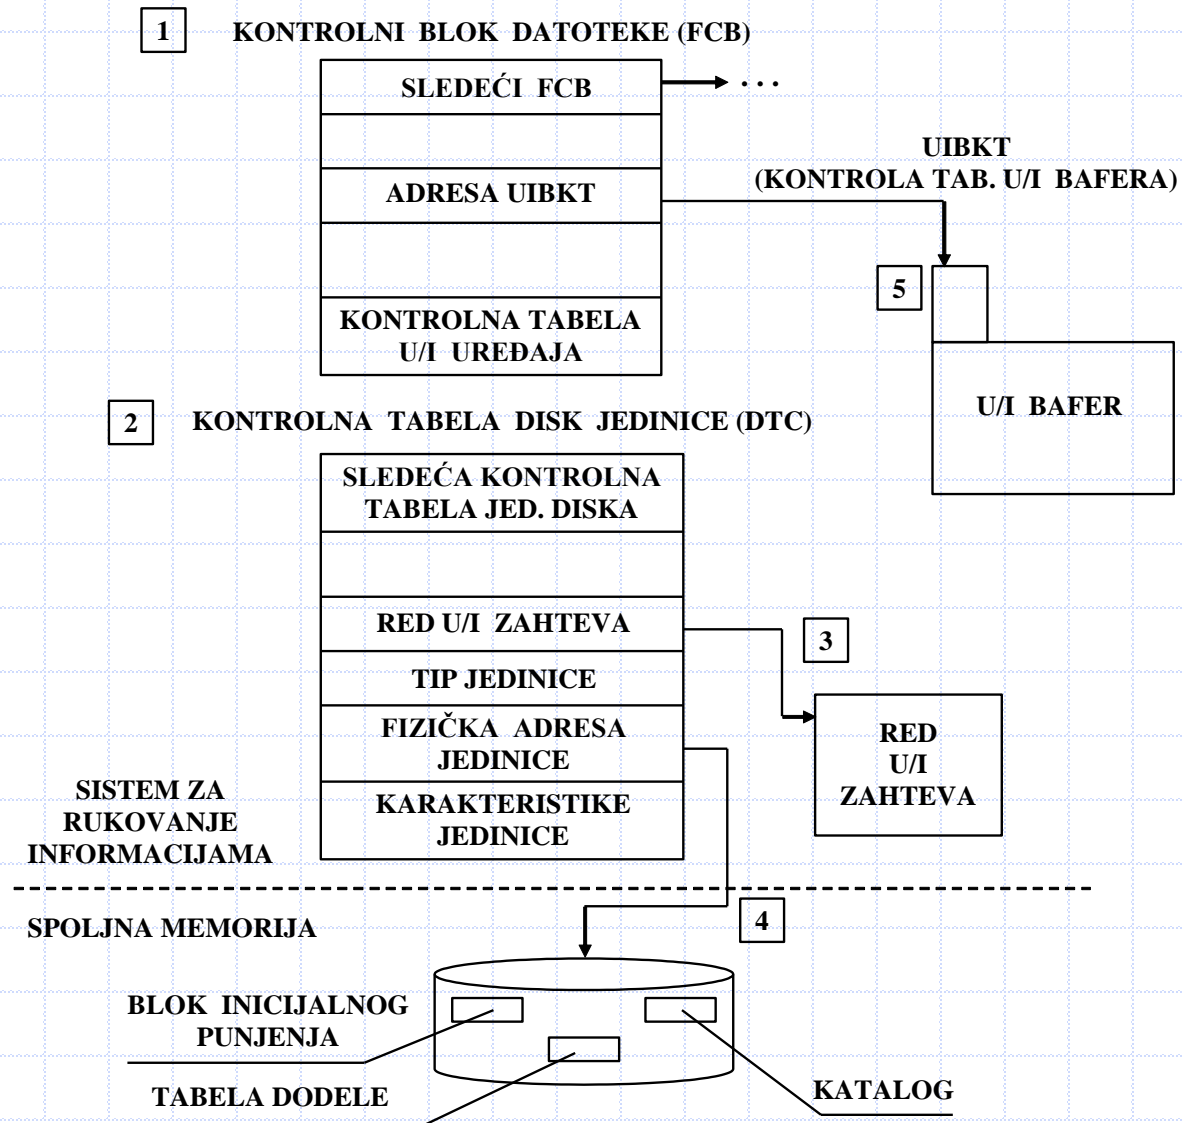 1 KONTROLNI BLOK DATOTEKE (FCB)
SLEDEĆI FCB
. . .
UIBKT
(KONTROLA TAB. U/I BAFERA)
ADRESA UIBKT
5
KONTROLNA TABELA
U/I UREĐAJA
U/I BAFER
2 KONTROLNA TABELA DISK JEDINICE (DTC)
SLEDEĆA KONTROLNA
TABELA JED. DISKA
RED U/I ZAHTEVA
3
TIP JEDINICE
FIZIČKA ADRESA
JEDINICE
RED
U/I
ZAHTEVA
KARAKTERISTIKE
JEDINICE
SISTEM ZA
RUKOVANJE
INFORMACIJAMA
SPOLJNA MEMORIJA
4
BLOK INICIJALNOG
PUNJENJA
TABELA DODELE
KATALOG